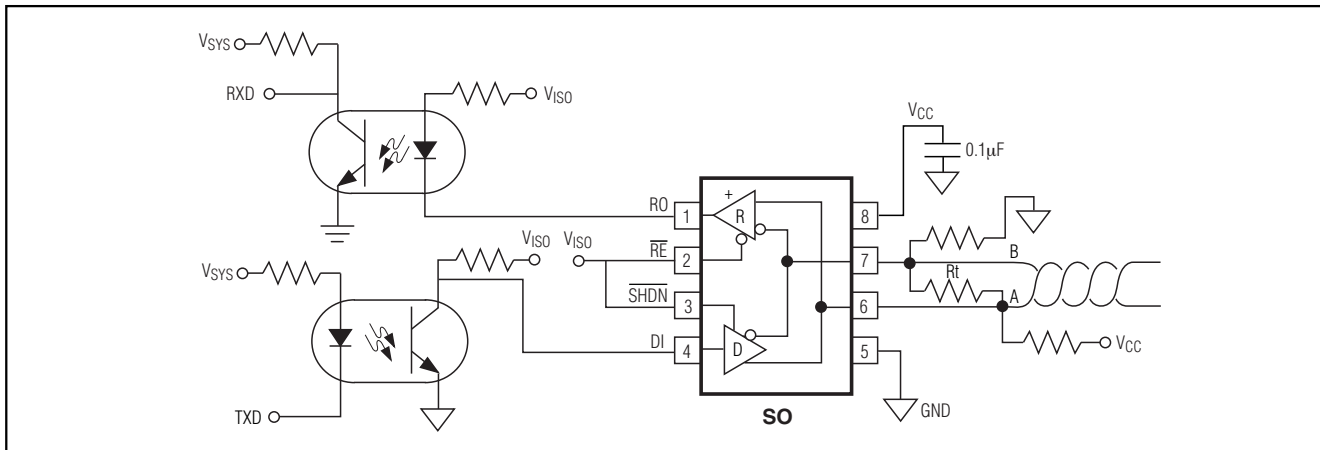 VSYS
RXD
VISO
VCC
0.1µF
RO
1
+
R
8
VISO
VISO
RE
2
7
B
VSYS
SHDN
3
6
Rt
A
DI
4
D
5
VCC
TXD
GND
SO